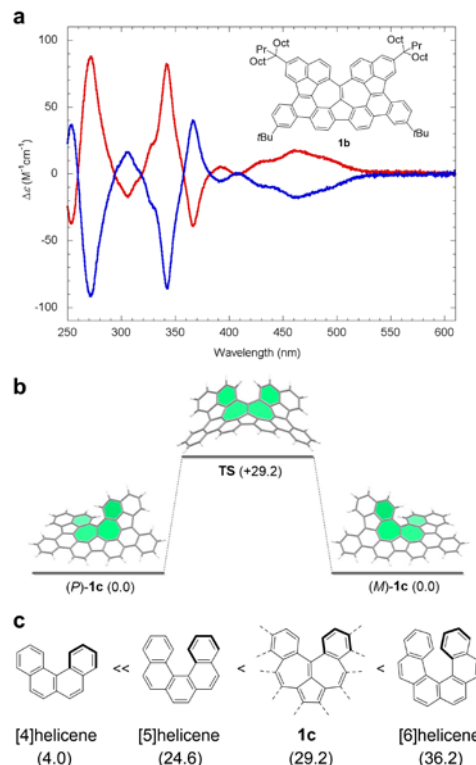 a
100
50
0
-50
-100
Δε (M⁻¹cm⁻¹)
250 300 350 400 450 500 550 600
Wavelength (nm)
Oct
O Pr
OOct
Oct
Pr O
OOct
tBu
tBu
1b
b
TS (+29.2)
(P)-1c (0.0)
(M)-1c (0.0)
c
<< < <
[4]helicene [5]helicene 1c [6]helicene
(4.0) (24.6) (29.2) (36.2)